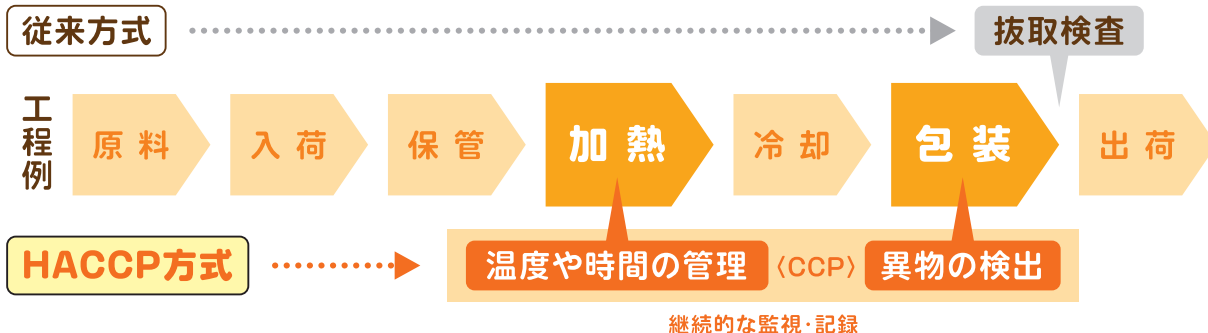 従来方式
抜取検査
工程例
原料
入荷
保管
加熱
冷却
包装
出荷
HACCP方式
温度や時間の管理
〈CCP〉
異物の検出
継続的な監視・記録